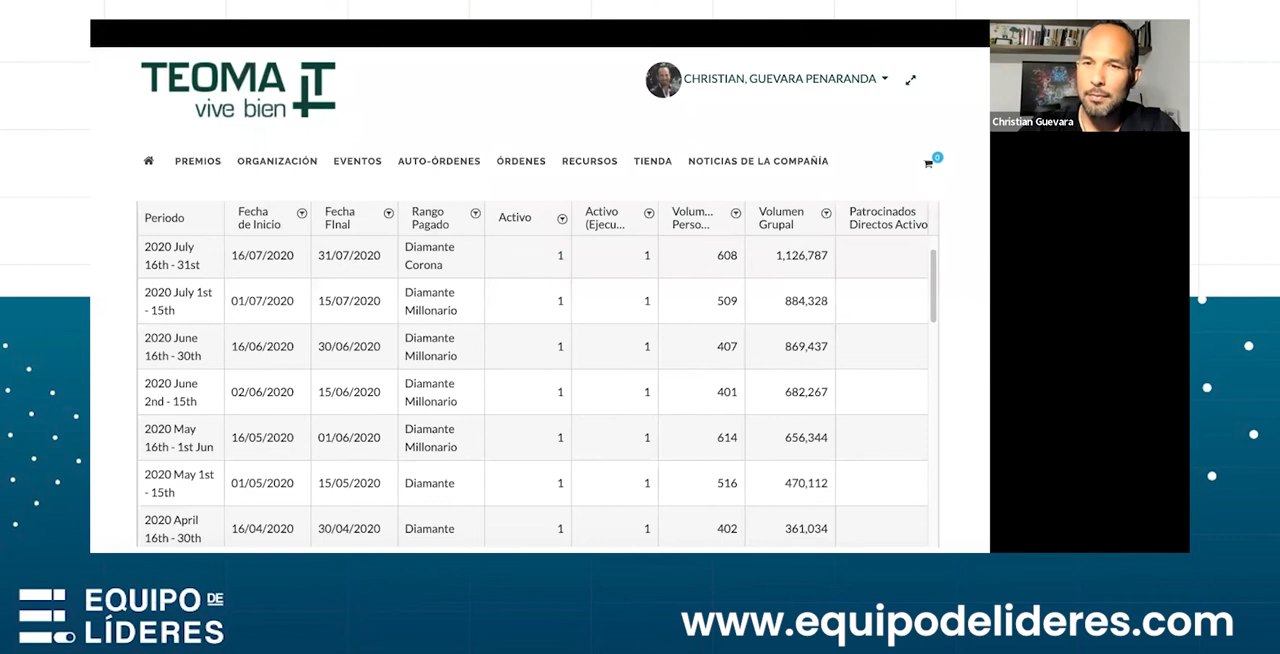 TEOMA
vive bien
CHRISTIAN, GUEVARA PENARANDA
Christian Guevara
PREMIOS ORGANIZACIÓN EVENTOS AUTO-ÓRDENES ÓRDENES RECURSOS TIENDA NOTICIAS DE LA COMPAÑÍA
0
Periodo Fecha de Inicio Fecha FInal Rango Pagado Activo Activo (Ejecu... Volum... Perso... Volumen Grupal Patrocinados Directos Activo
2020 July 16th - 31st 16/07/2020 31/07/2020 Diamante Corona 1 1 608 1,126,787
2020 July 1st - 15th 01/07/2020 15/07/2020 Diamante Millonario 1 1 509 884,328
2020 June 16th - 30th 16/06/2020 30/06/2020 Diamante Millonario 1 1 407 869,437
2020 June 2nd - 15th 02/06/2020 15/06/2020 Diamante Millonario 1 1 401 682,267
2020 May 16th - 1st Jun 16/05/2020 01/06/2020 Diamante Millonario 1 1 614 656,344
2020 May 1st - 15th 01/05/2020 15/05/2020 Diamante 1 1 516 470,112
2020 April 16th - 30th 16/04/2020 30/04/2020 Diamante 1 1 402 361,034
EQUIPO DE
LÍDERES
www.equipodelideres.com